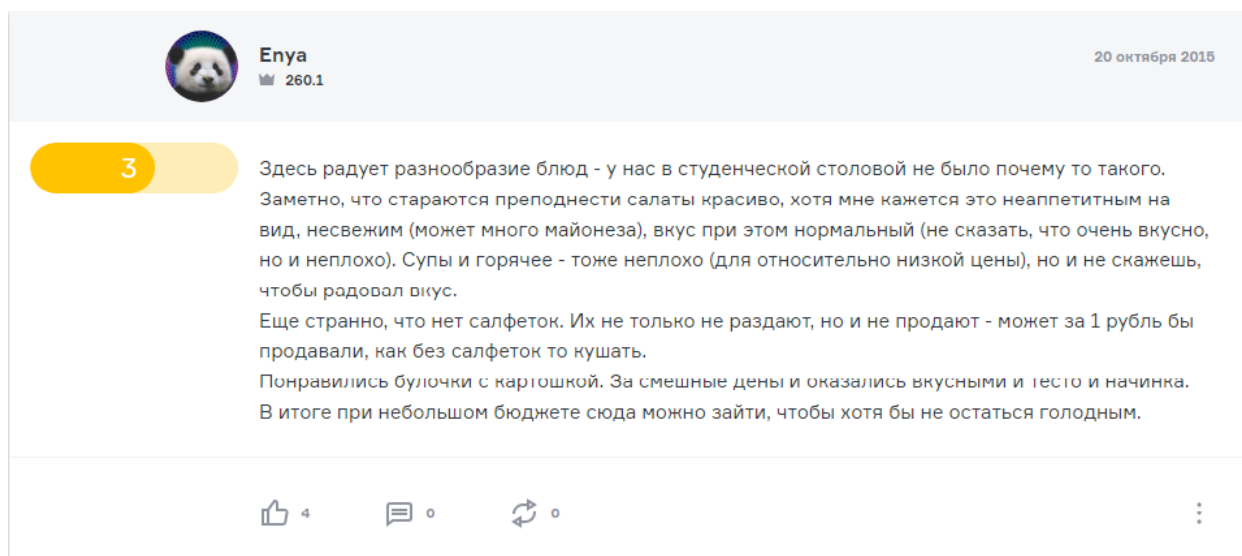 Enya
20 октября 2015
260.1
3
Здесь радует разнообразие блюд - у нас в студенческой столовой не было почему то такого.
Заметно, что стараются преподнести салаты красиво, хотя мне кажется это неаппетитным на
вид, несвежим (может много майонеза), вкус при этом нормальный (не сказать, что очень вкусно,
но и неплохо). Супы и горячее - тоже неплохо (для относительно низкой цены), но и не скажешь,
чтобы радовал вкус.
Еще странно, что нет салфеток. Их не только не раздают, но и не продают - может за 1 рубль бы
продавали, как без салфеток то кушать.
Понравились булочки с картошкой. За смешные деньги оказались вкусными и тесто и начинка.
В итоге при небольшом бюджете сюда можно зайти, чтобы хотя бы не остаться голодным.
4
0
0